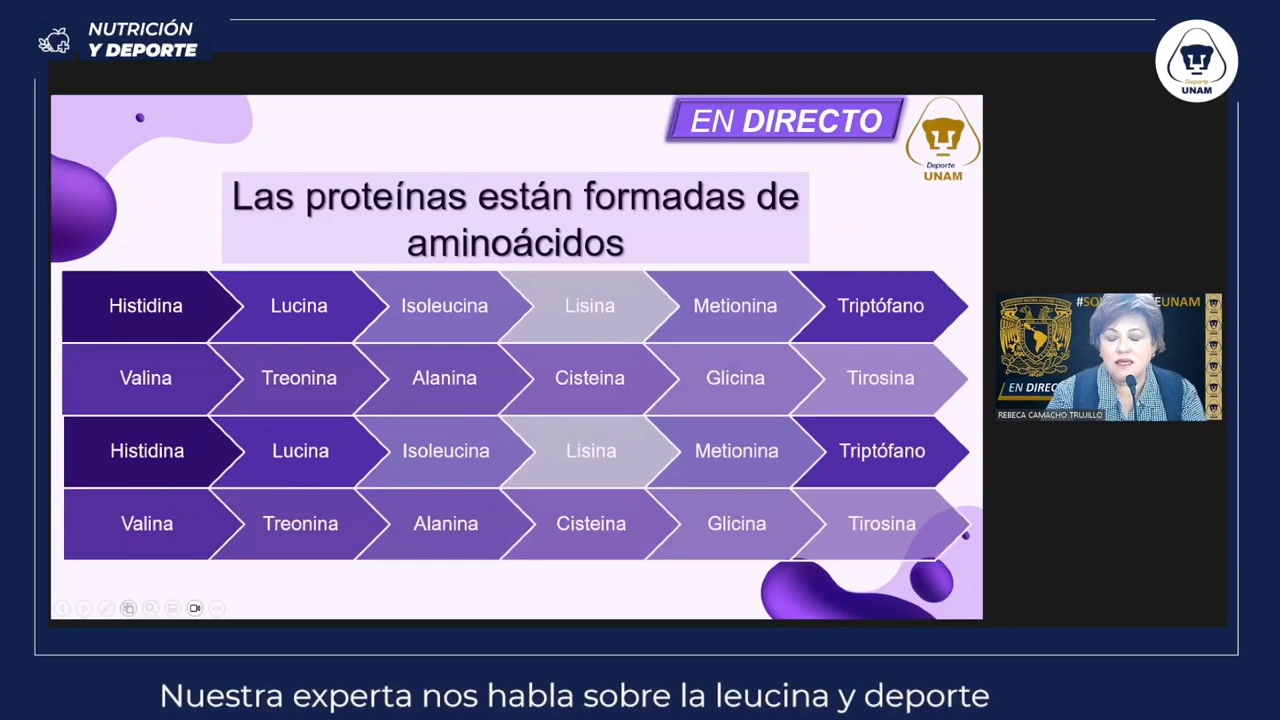 NUTRICIÓN
Y DEPORTE
Deporte
UNAM
EN DIRECTO
Deporte
UNAM
Las proteínas están formadas de
aminoácidos
Histidina Lucina Isoleucina Lisina Metionina Triptófano
Valina Treonina Alanina Cisteina Glicina Tirosina
Histidina Lucina Isoleucina Lisina Metionina Triptófano
Valina Treonina Alanina Cisteina Glicina Tirosina
UNAM
EN DIREC
REBECA CAMACHO TRUJILLO
Nuestra experta nos habla sobre la leucina y deporte